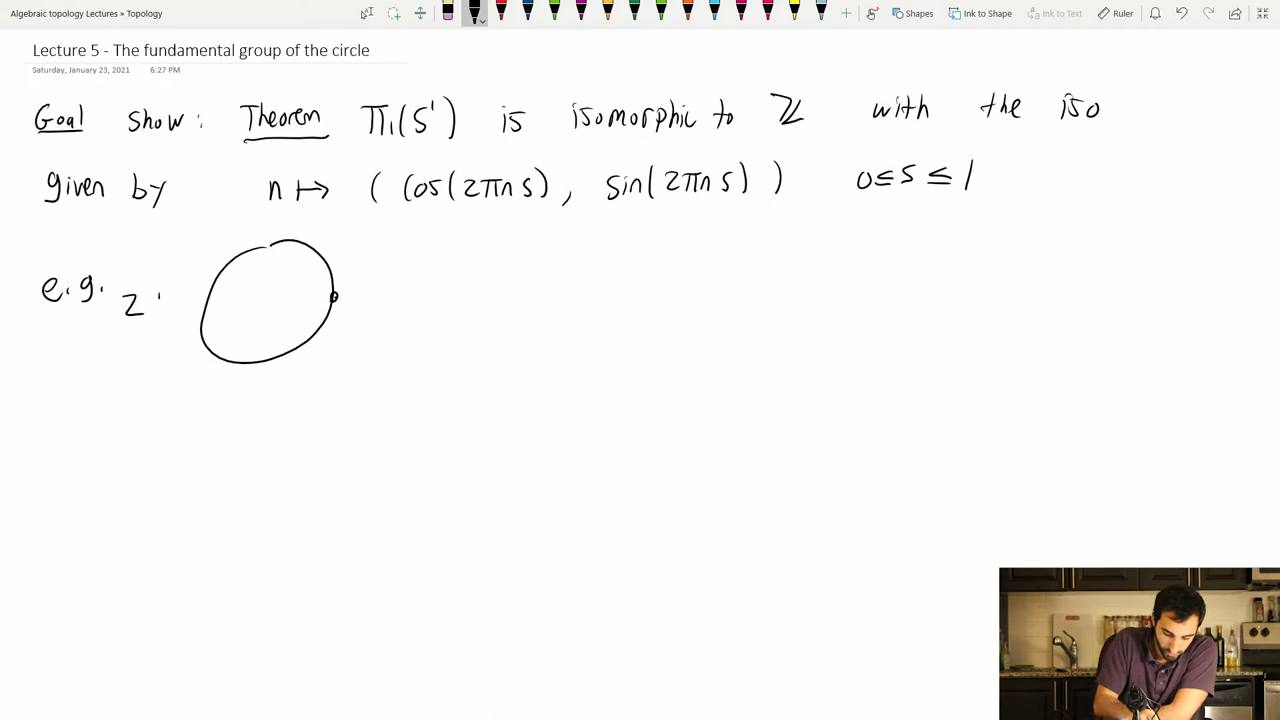 Algebraic topology Lectures » Topology
Shapes Ink to Shape Ink to Text Ruler
Lecture 5 - The fundamental group of the circle
Saturday, January 23, 2021 6:27 PM
Goal show: Theorem π₁(S¹) is isomorphic to ℤ with the iso
given by n ↦ ( cos(2πn s), sin(2πn s) ) 0≤s≤1
e.g. 2: